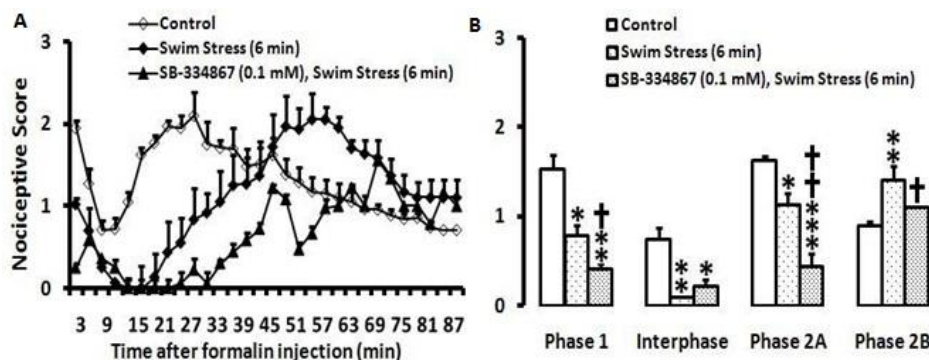 A
Control
Swim Stress (6 min)
SB-334867 (0.1 mM), Swim Stress (6 min)
Nociceptive Score
3
2
1
0
3 9 15 21 27 33 39 45 51 57 63 69 75 81 87
Time after formalin injection (min)
B
Control
Swim Stress (6 min)
SB-334867 (0.1 mM), Swim Stress (6 min)
3
2
1
0
*
†
**
**
*
*
‡
***
**
†
Phase 1 Interphase Phase 2A Phase 2B